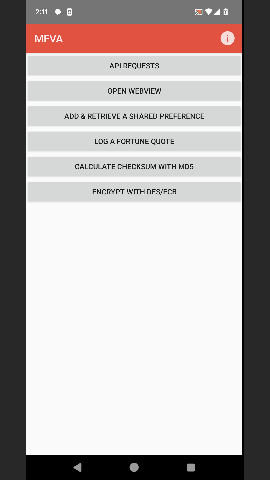 2:11
MFVA
API REQUESTS
OPEN WEBVIEW
ADD & RETRIEVE A SHARED PREFERENCE
LOG A FORTUNE QUOTE
CALCULATE CHECKSUM WITH MD5
ENCRYPT WITH DES/ECB